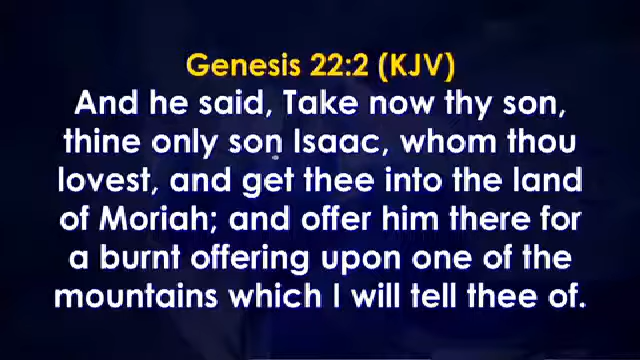 Genesis 22:2 (KJV)
And he said, Take now thy son,
thine only son Isaac, whom thou
lovest, and get thee into the land
of Moriah; and offer him there for
a burnt offering upon one of the
mountains which I will tell thee of.